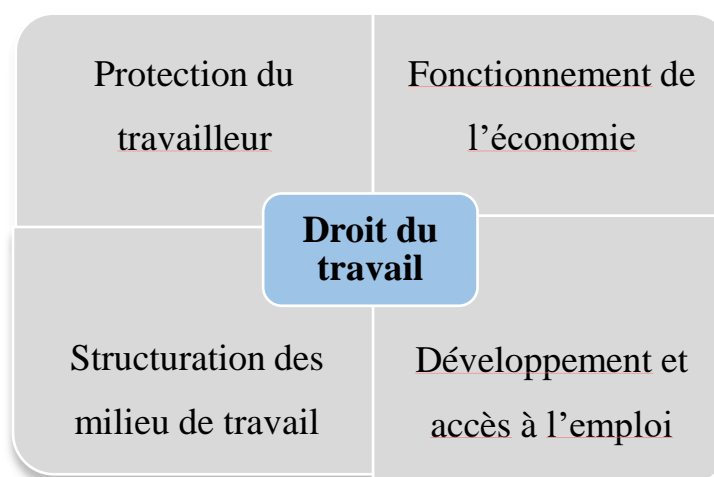 Protection du
travailleur
Fonctionnement de
l’économie
Droit du
travail
Structuration des
milieu de travail
Développement et
accès à l’emploi